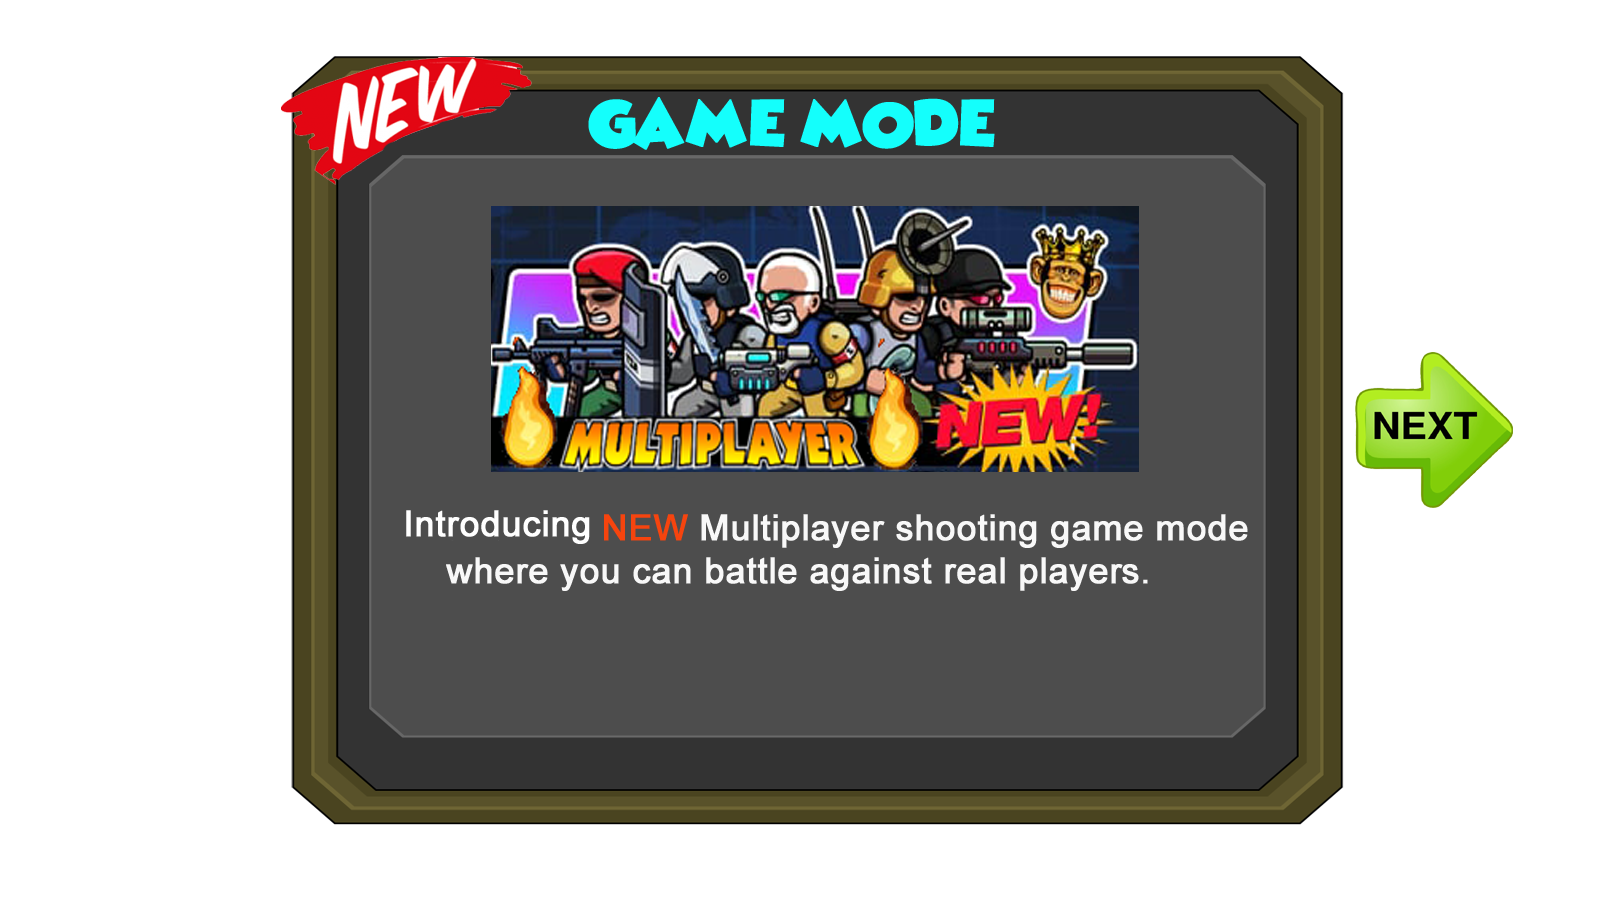 NEW
GAME MODE
MULTIPLAYER
NEW!
Introducing NEW Multiplayer shooting game mode
where you can battle against real players.
NEXT